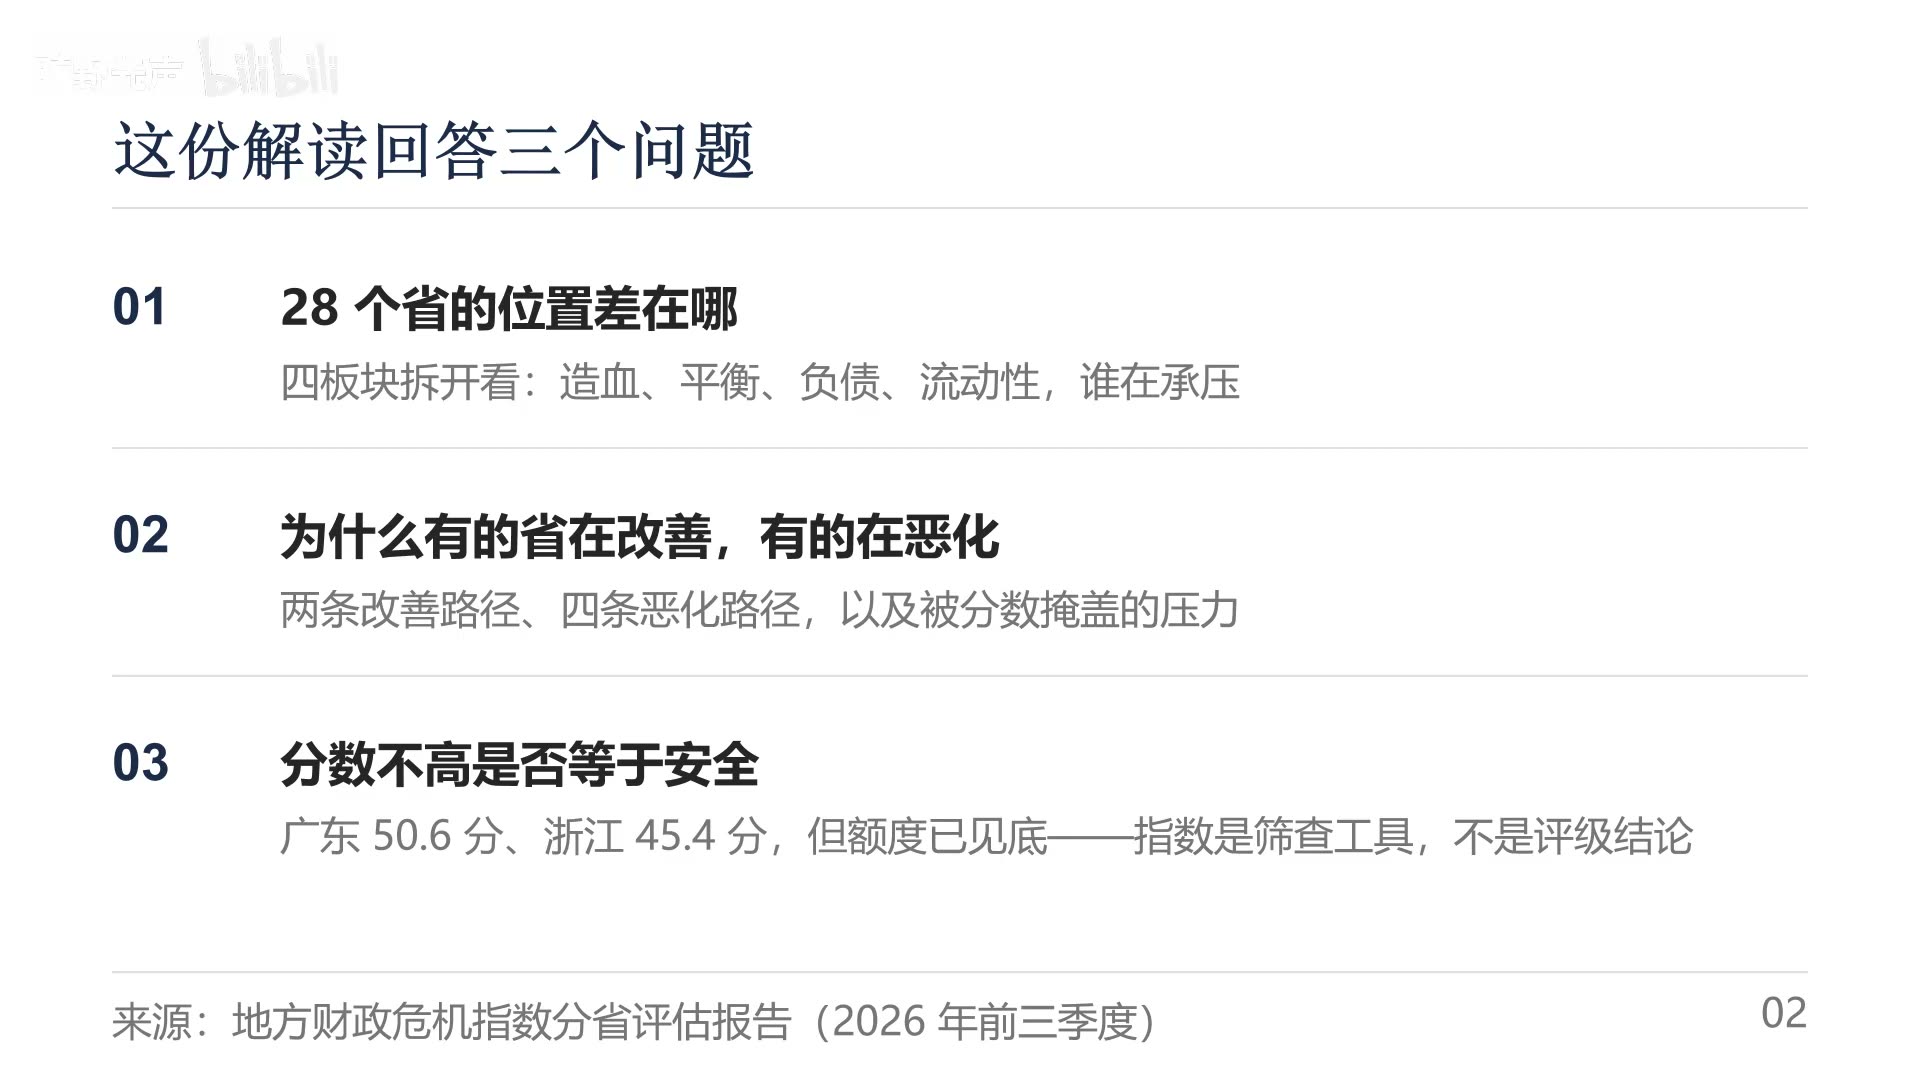 bilibili
这份解读回答三个问题
01
28 个省的位置差在哪
四板块拆开看：造血、平衡、负债、流动性，谁在承压
02
为什么有的省在改善，有的在恶化
两条改善路径、四条恶化路径，以及被分数掩盖的压力
03
分数不高是否等于安全
广东 50.6 分、浙江 45.4 分，但额度已见底——指数是筛查工具，不是评级结论
来源：地方财政危机指数分省评估报告（2026 年前三季度）
02